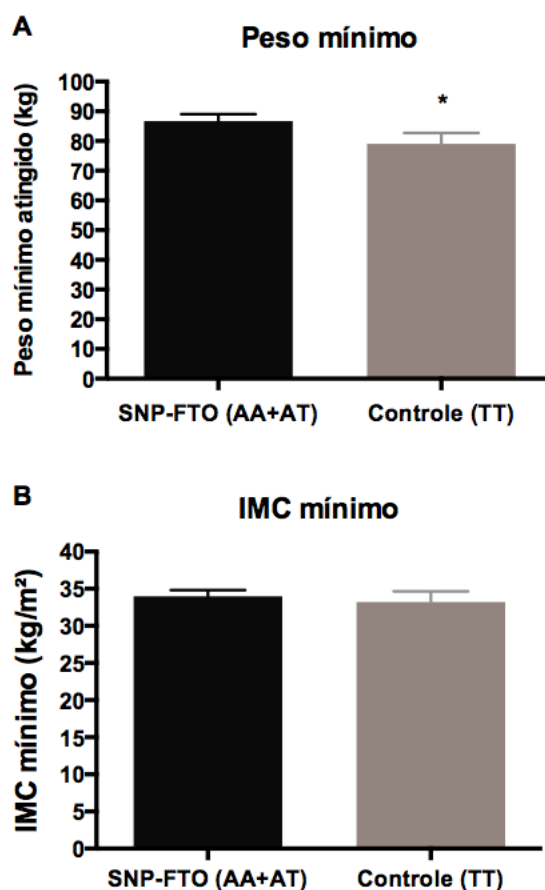 A
Peso mínimo
Peso mínimo atingido (kg)
100
90
80
70
60
50
40
30
20
10
0
*
SNP-FTO (AA+AT)
Controle (TT)
B
IMC mínimo
IMC mínimo (kg/m²)
40
35
30
25
20
15
10
5
0
SNP-FTO (AA+AT)
Controle (TT)